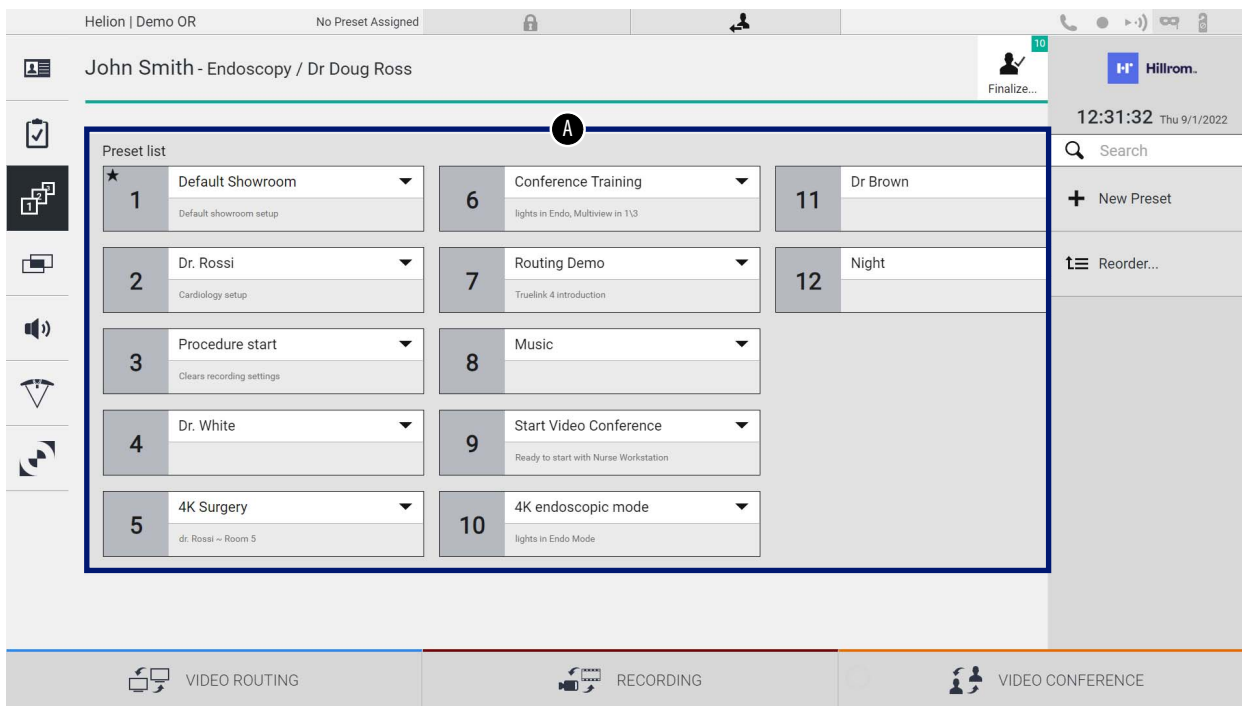 Helion | Demo OR
No Preset Assigned
John Smith - Endoscopy / Dr Doug Ross
10
Finalize...
Hillrom™
12:31:32 Thu 9/1/2022
Search
New Preset
Reorder...
A
Preset list
1
Default Showroom
Default showroom setup
2
Dr. Rossi
Cardiology setup
3
Procedure start
Clears recording settings
4
Dr. White
5
4K Surgery
dr. Rossi ~ Room 5
6
Conference Training
lights in Endo, Multiview in 1\3
7
Routing Demo
Truelink 4 introduction
8
Music
9
Start Video Conference
Ready to start with Nurse Workstation
10
4K endoscopic mode
lights in Endo Mode
11
Dr Brown
12
Night
VIDEO ROUTING
RECORDING
VIDEO CONFERENCE